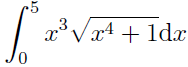 ∫₀⁵ x³√(x⁴ + 1)dx